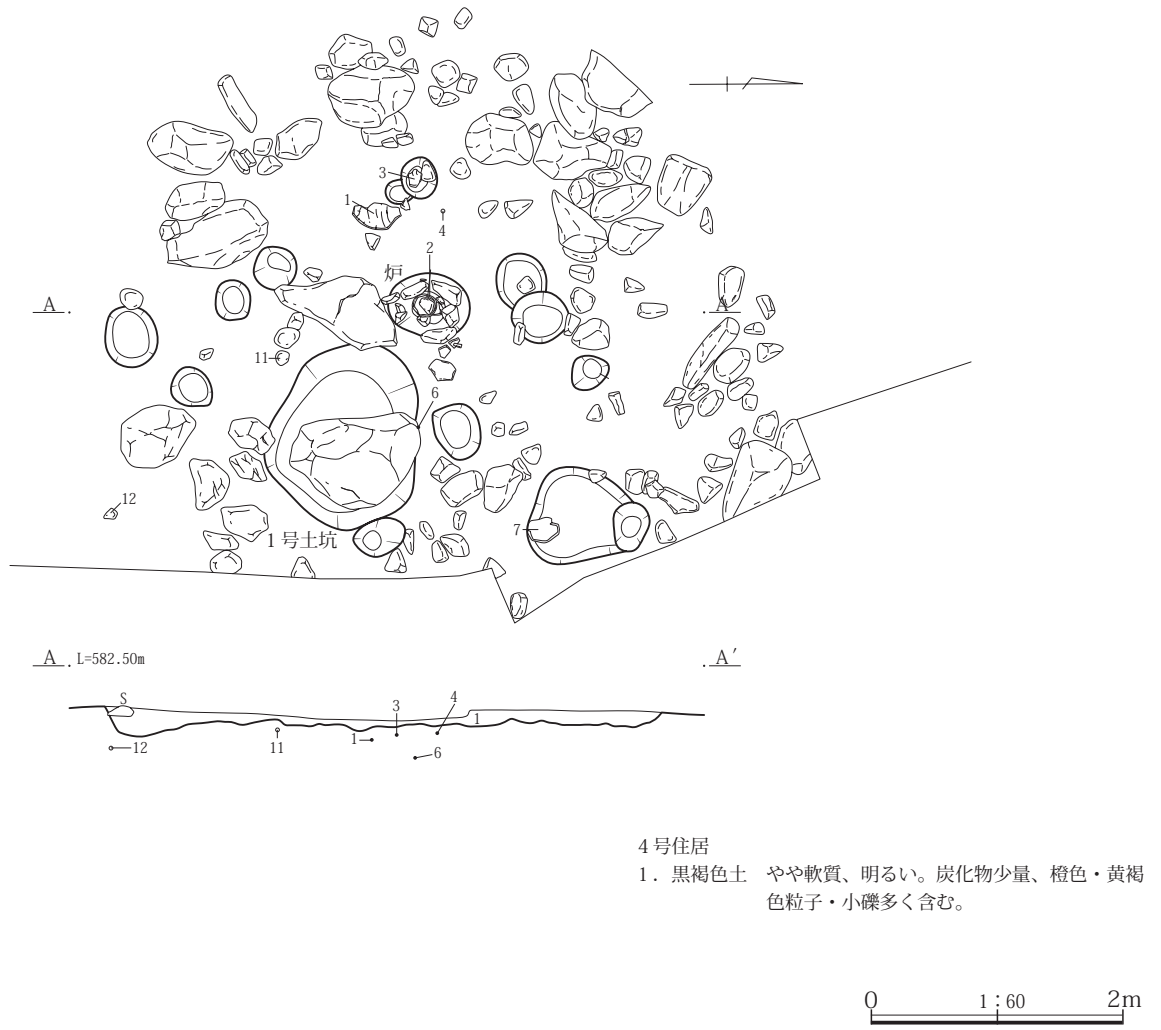 3
1
4
2
炉
A .
. A′
11
6
12
7
1号土坑
A . L=582.50m
. A′
S
3
4
1
12
11
1
6
4号住居
1．黒褐色土　やや軟質、明るい。炭化物少量、橙色・黄褐
色粒子・小礫多く含む。
0 1：60 2m